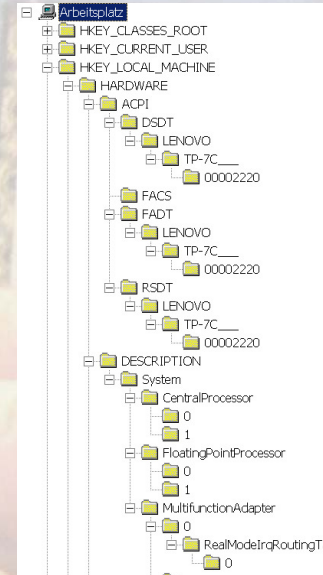 Arbeitsplatz
HKEY_CLASSES_ROOT
HKEY_CURRENT_USER
HKEY_LOCAL_MACHINE
HARDWARE
ACPI
DSDT
LENOVO
TP-7C___
00002220
FACS
FADT
LENOVO
TP-7C___
00002220
RSDT
LENOVO
TP-7C___
00002220
DESCRIPTION
System
CentralProcessor
0
1
FloatingPointProcessor
0
1
MultifunctionAdapter
0
RealModeIrqRoutingT
0